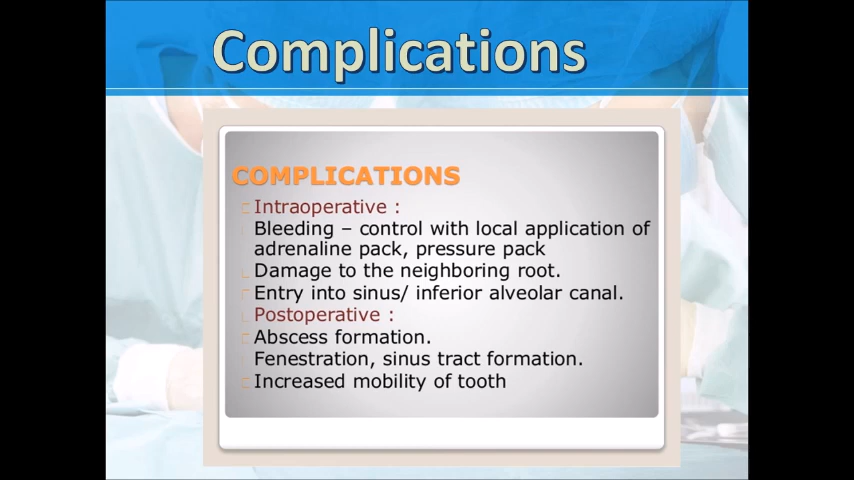 Complications
COMPLICATIONS
Intraoperative :
Bleeding – control with local application of
adrenaline pack, pressure pack
Damage to the neighboring root.
Entry into sinus/ inferior alveolar canal.
Postoperative :
Abscess formation.
Fenestration, sinus tract formation.
Increased mobility of tooth